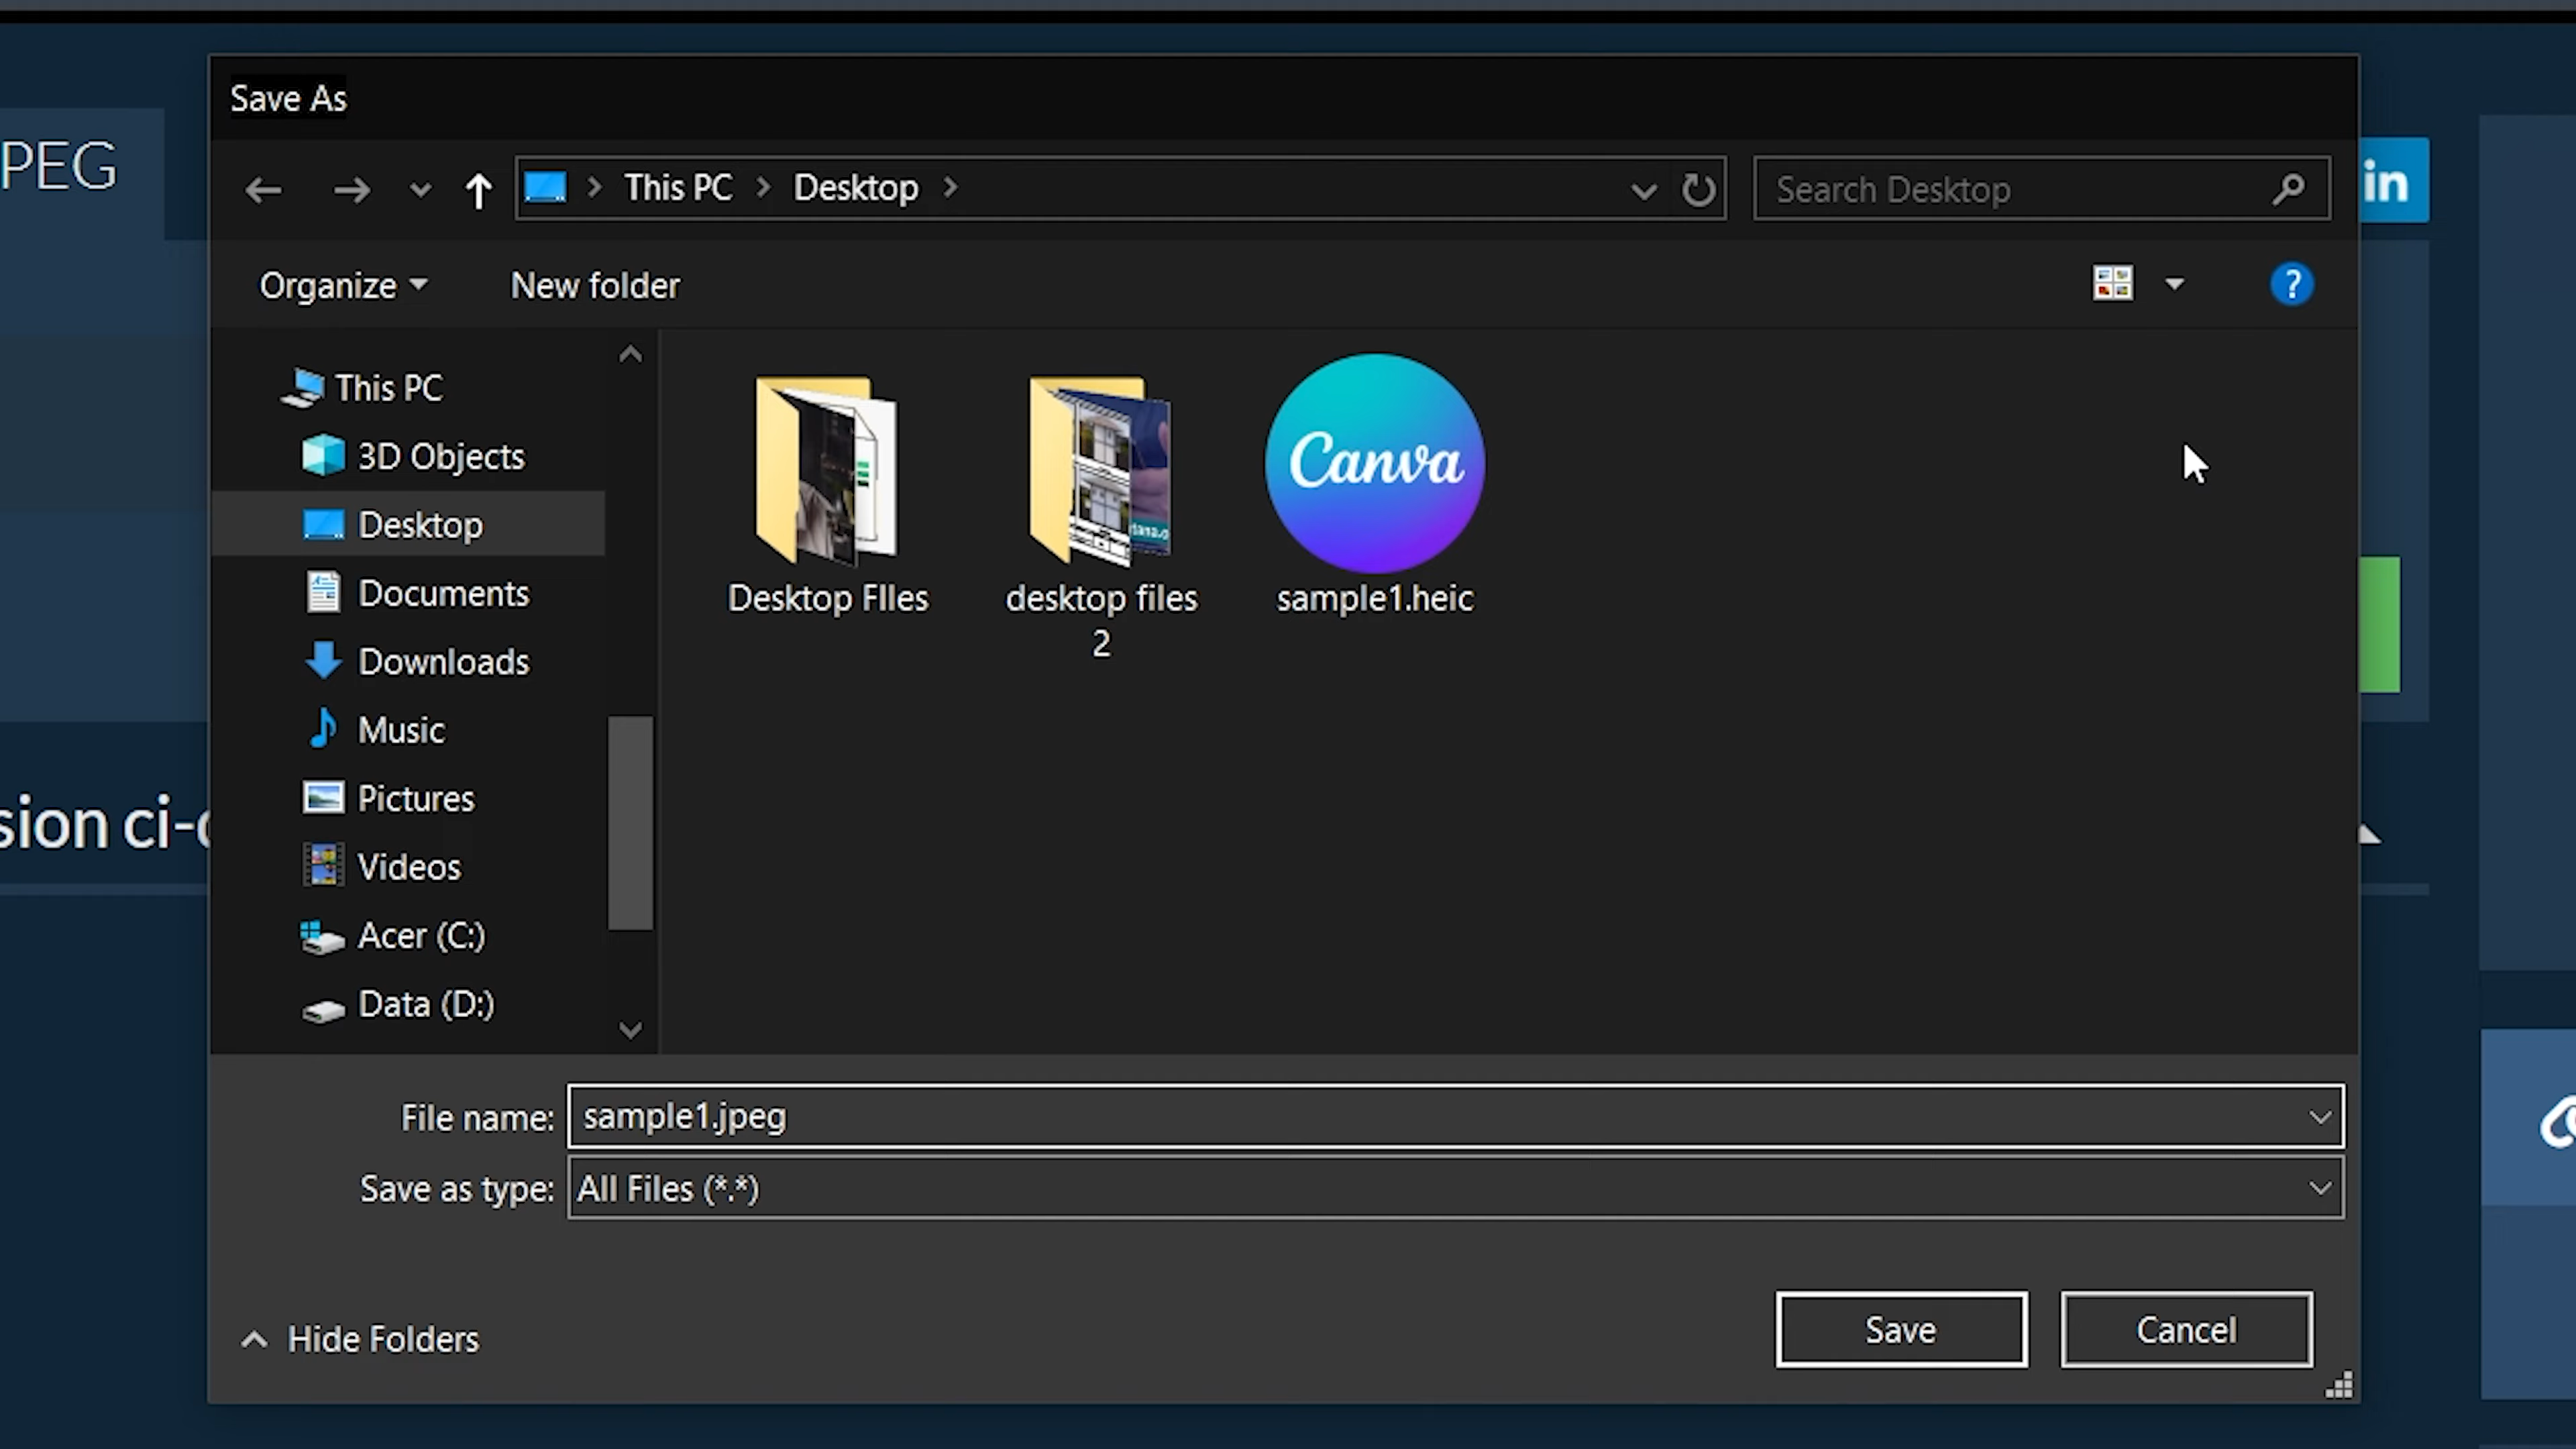 Save As
PEG
This PC
Desktop
Search Desktop
in
Organize
New folder
?
This PC
3D Objects
Desktop
Documents
Downloads
Music
Pictures
Videos
Acer (C:)
Data (D:)
Desktop FIles
desktop files
2
Canva
sample1.heic
sion ci-
File name: sample1.jpeg
Save as type: All Files (*.*)
Hide Folders
Save
Cancel